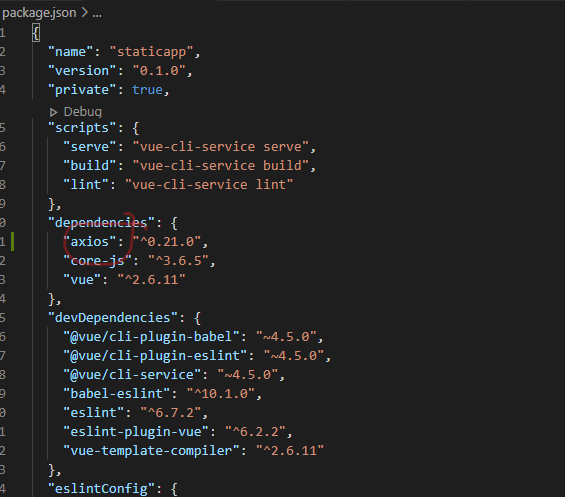 package.json > ...
1 {
2 "name": "staticapp",
3 "version": "0.1.0",
4 "private": true,
Debug
5 "scripts": {
6 "serve": "vue-cli-service serve",
7 "build": "vue-cli-service build",
8 "lint": "vue-cli-service lint"
9 },
0 "dependencies": {
1 "axios": "^0.21.0",
2 "core-js": "^3.6.5",
3 "vue": "^2.6.11"
4 },
5 "devDependencies": {
6 "@vue/cli-plugin-babel": "~4.5.0",
7 "@vue/cli-plugin-eslint": "~4.5.0",
8 "@vue/cli-service": "~4.5.0",
9 "babel-eslint": "^10.1.0",
0 "eslint": "^6.7.2",
1 "eslint-plugin-vue": "^6.2.2",
2 "vue-template-compiler": "^2.6.11"
3 },
4 "eslintConfig": {